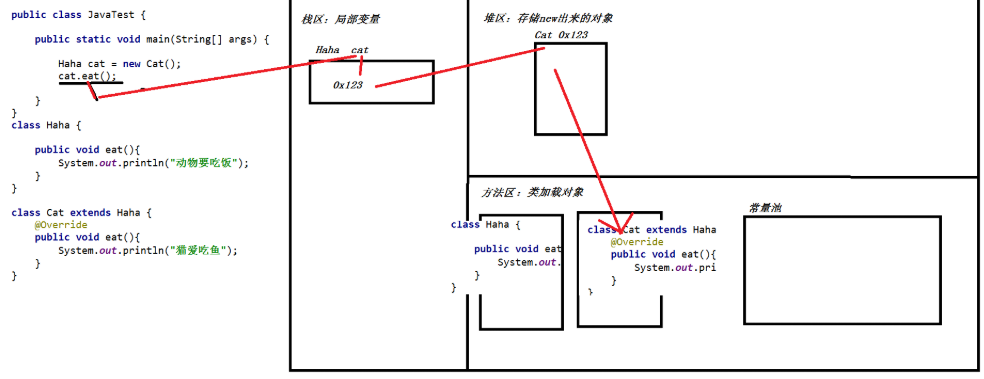 public class JavaTest {
public static void main(String[] args) {
Haha cat = new Cat();
cat.eat();
}
}
class Haha {
public void eat(){
System.out.println("动物要吃饭");
}
}
class Cat extends Haha {
@Override
public void eat(){
System.out.println("猫爱吃鱼");
}
}
栈区：局部变量
Haha cat
0x123
堆区：存储new出来的对象
Cat 0x123
方法区：类加载对象
class Haha {
public void eat
System.out.
}
}
class Cat extends Haha
@Override
public void eat(){
System.out.pri
}
}
常量池